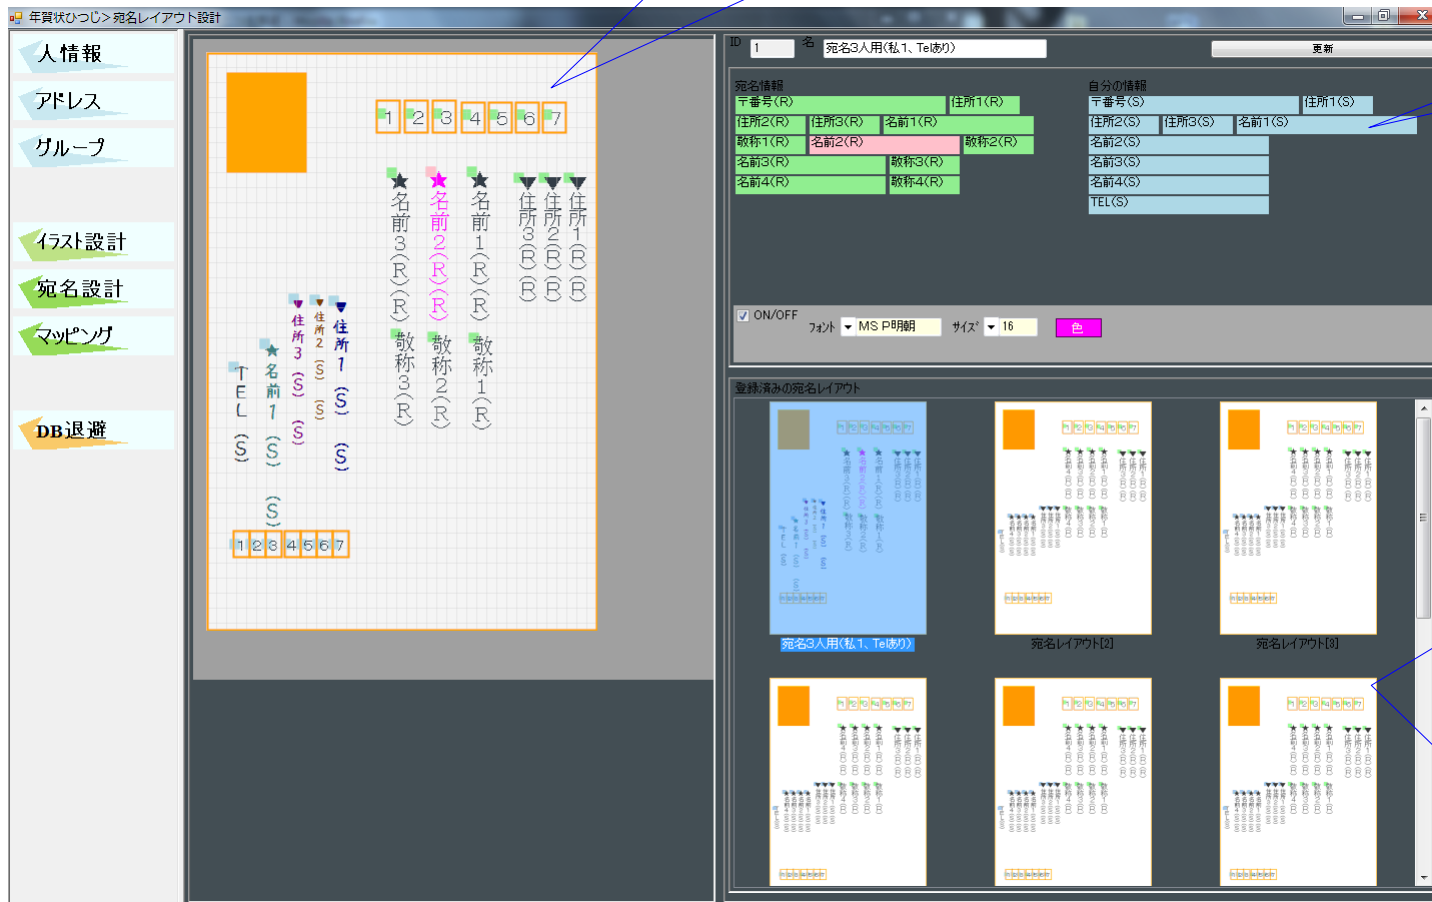 年賀状ひつじ＞宛名レイアウト設計
人情報
アドレス
グループ
イラスト設計
宛名設計
マッピング
DB退避
1 2 3 4 5 6 7
住所1(R)(R)
住所2(R)(R)
住所3(R)(R)
★名前1(R)(R)
★名前2(R)(R)
★名前3(R)(R)
敬称1(R)
敬称2(R)
敬称3(R)
住所1(S)(S)
住所2(S)(S)
住所3(S)(S)
★名前1(S)(S)
TEL(S)
1 2 3 4 5 6 7
ID 1 名 宛名3人用(私1、Telあり)
更新
宛名情報
〒番号(R) 住所1(R)
住所2(R) 住所3(R) 名前1(R)
敬称1(R) 名前2(R) 敬称2(R)
名前3(R) 敬称3(R)
名前4(R) 敬称4(R)
自分の情報
〒番号(S) 住所1(S)
住所2(S) 住所3(S) 名前1(S)
名前2(S)
名前3(S)
名前4(S)
TEL(S)
ON/OFF フォント MS P明朝 サイズ 16 色
登録済みの宛名レイアウト
宛名3人用(私1、Telあり)
宛名レイアウト[2]
宛名レイアウト[3]